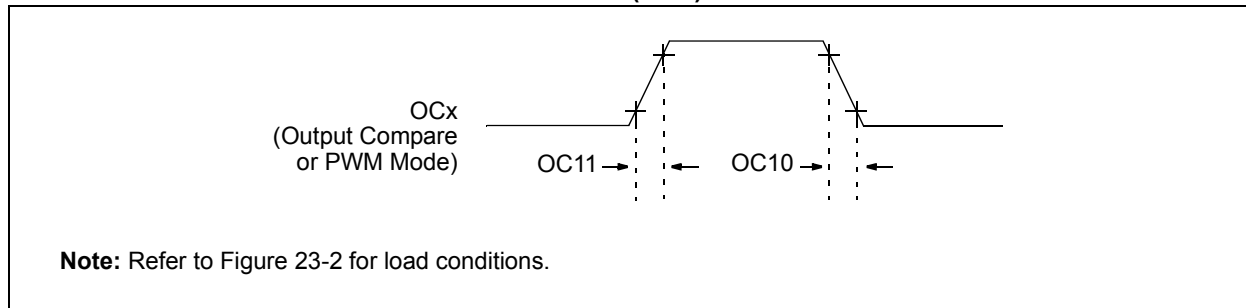 OCx
(Output Compare
or PWM Mode)
OC11
OC10
Note: Refer to Figure 23-2 for load conditions.